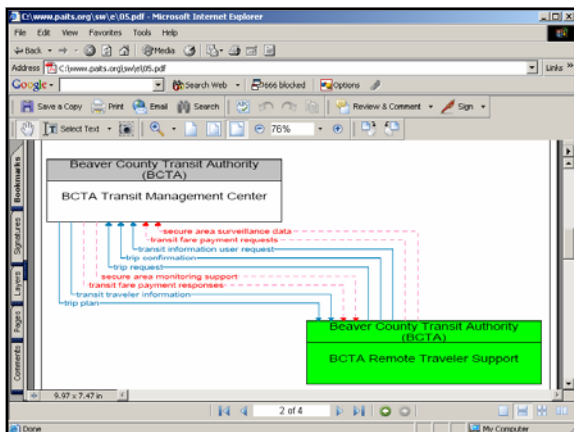 C:\www.paits.org\sw\e\05.pdf - Microsoft Internet Explorer
File Edit View Favorites Tools Help
Back Media
Address C:\www.paits.org\sw\e\05.pdf Links »
Google Search Web 666 blocked Options
Save a Copy Print Email Search Review & Comment Sign
Select Text 76%
Bookmarks
Signatures
Layers
Pages
Comments
Beaver County Transit Authority
(BCTA)
BCTA Transit Management Center
secure area surveillance data
transit fare payment requests
transit information user request
trip confirmation
trip request
secure area monitoring support
transit fare payment responses
transit traveler information
trip plan
Beaver County Transit Authority
(BCTA)
BCTA Remote Traveler Support
9.97 x 7.47 in
2 of 4
Done My Computer